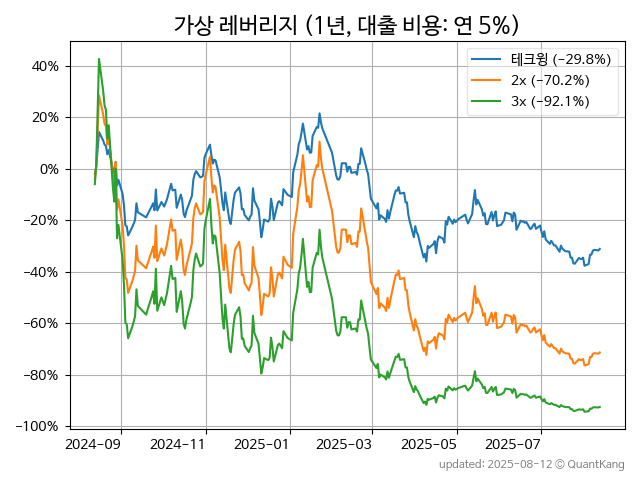 가상 레버리지 (1년, 대출 비용: 연 5%)
테크윙 (−29.8%)
2x (−70.2%)
3x (−92.1%)
40%
20%
0%
−20%
−40%
−60%
−80%
−100%
2024-09 2024-11 2025-01 2025-03 2025-05 2025-07
updated: 2025-08-12 © QuantKang